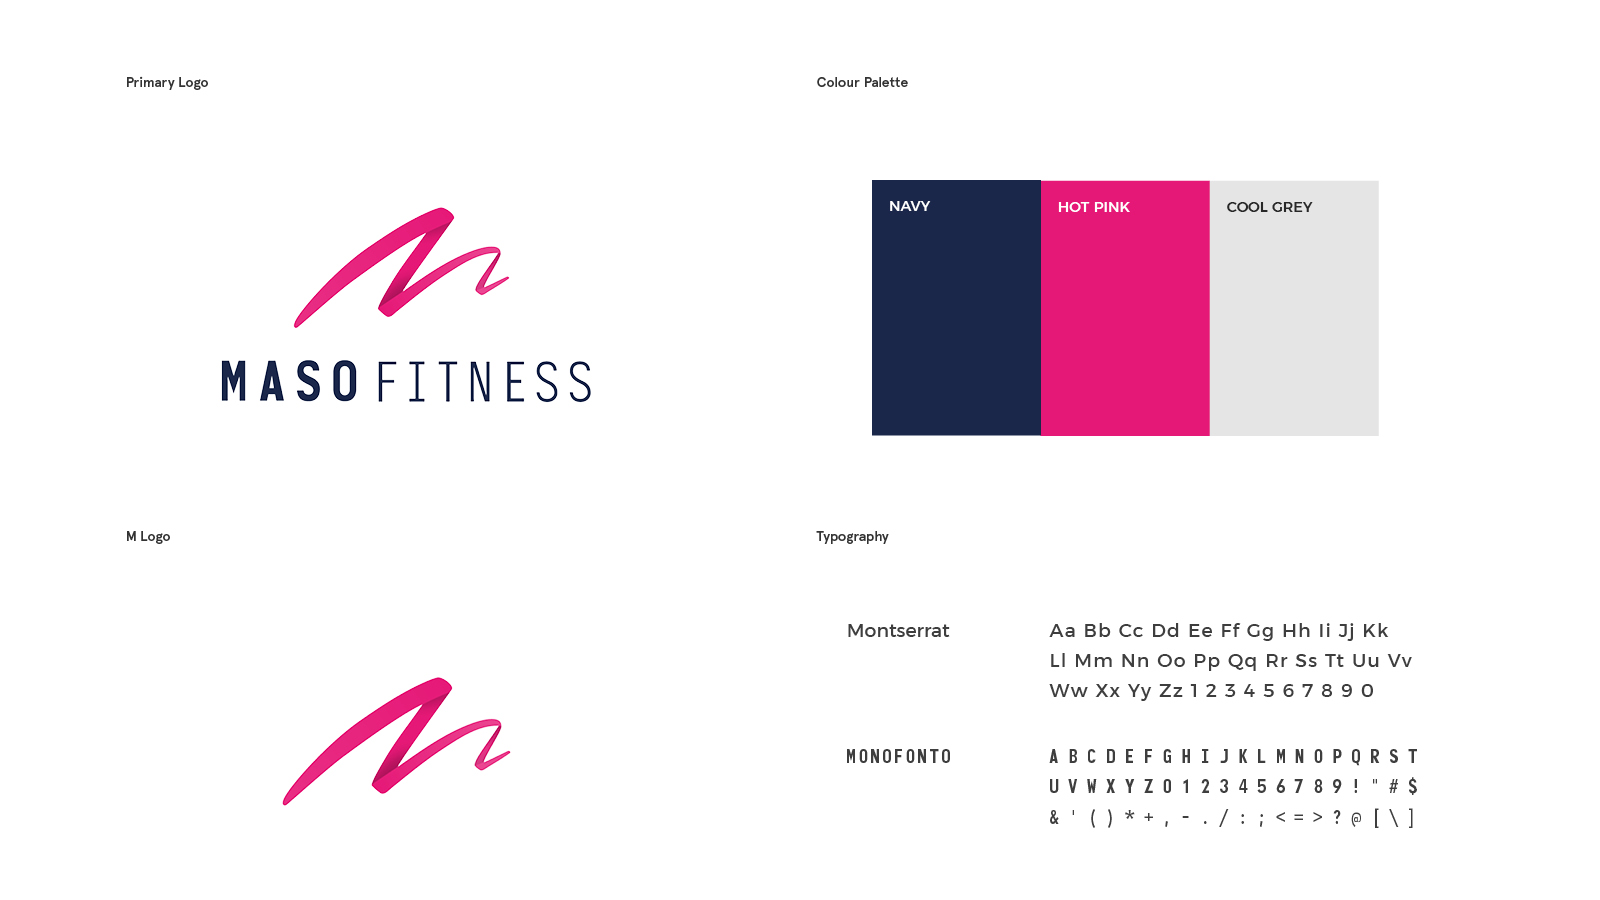 Primary Logo
MASO FITNESS
Colour Palette
NAVY
HOT PINK
COOL GREY
M Logo
Typography
Montserrat
Aa Bb Cc Dd Ee Ff Gg Hh Ii Jj Kk
Ll Mm Nn Oo Pp Qq Rr Ss Tt Uu Vv
Ww Xx Yy Zz 1 2 3 4 5 6 7 8 9 0
MONOFONTO
A B C D E F G H I J K L M N O P Q R S T
U V W X Y Z 0 1 2 3 4 5 6 7 8 9 ! " # $
& ' ( ) * + , - . / : ; < = > ? @ [ \ ]